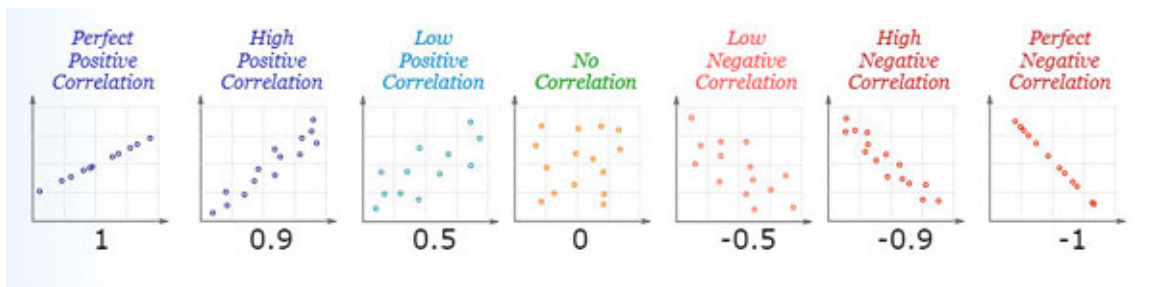 Perfect
Positive
Correlation
1
High
Positive
Correlation
0.9
Low
Positive
Correlation
0.5
No
Correlation
0
Low
Negative
Correlation
-0.5
High
Negative
Correlation
-0.9
Perfect
Negative
Correlation
-1